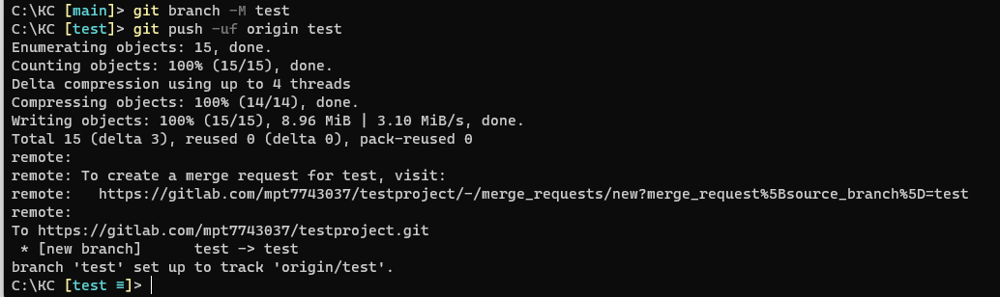 C:\KC [main]> git branch -M test
C:\KC [test]> git push -uf origin test
Enumerating objects: 15, done.
Counting objects: 100% (15/15), done.
Delta compression using up to 4 threads
Compressing objects: 100% (14/14), done.
Writing objects: 100% (15/15), 8.96 MiB | 3.10 MiB/s, done.
Total 15 (delta 3), reused 0 (delta 0), pack-reused 0
remote:
remote: To create a merge request for test, visit:
remote:   https://gitlab.com/mpt7743037/testproject/-/merge_requests/new?merge_request%5Bsource_branch%5D=test
remote:
To https://gitlab.com/mpt7743037/testproject.git
 * [new branch]      test -> test
branch 'test' set up to track 'origin/test'.
C:\KC [test ≡]>